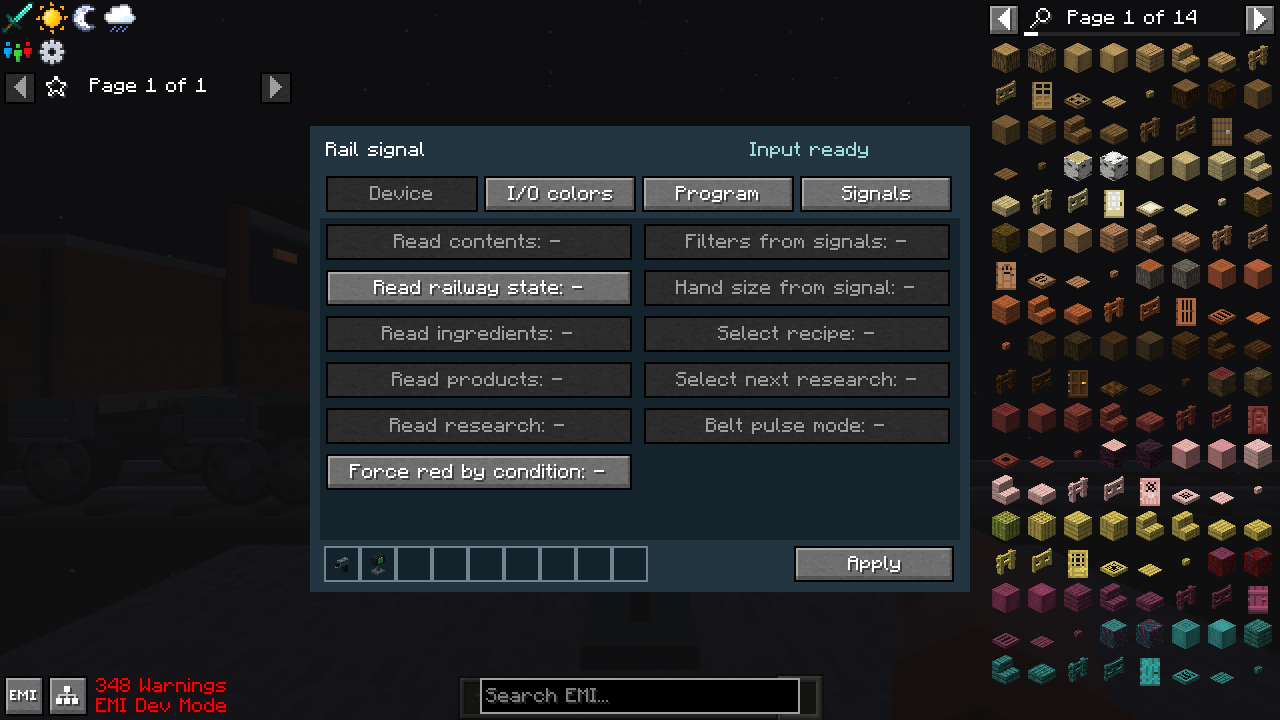 Page 1 of 14
Page 1 of 1
Rail signal
Input ready
Device
I/O colors
Program
Signals
Read contents: –
Filters from signals: –
Read railway state: –
Hand size from signal: –
Read ingredients: –
Select recipe: –
Read products: –
Select next research: –
Read research: –
Belt pulse mode: –
Force red by condition: –
Apply
EMI
348 Warnings
EMI Dev Mode
Search EMI...